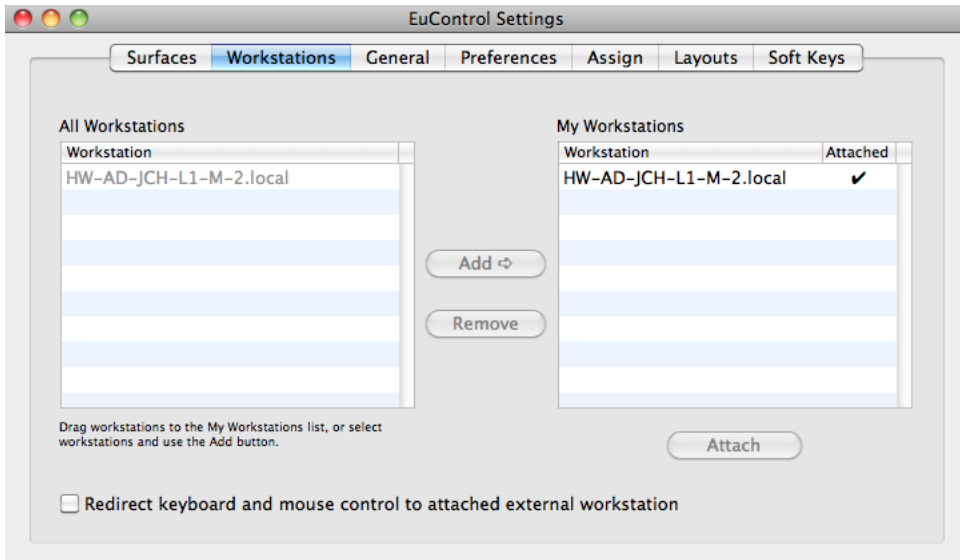 EuControl Settings
Surfaces Workstations General Preferences Assign Layouts Soft Keys
All Workstations
Workstation
HW-AD-JCH-L1-M-2.local
Add ⇨
Remove
My Workstations
Workstation Attached
HW-AD-JCH-L1-M-2.local ✔
Drag workstations to the My Workstations list, or select
workstations and use the Add button.
Attach
Redirect keyboard and mouse control to attached external workstation